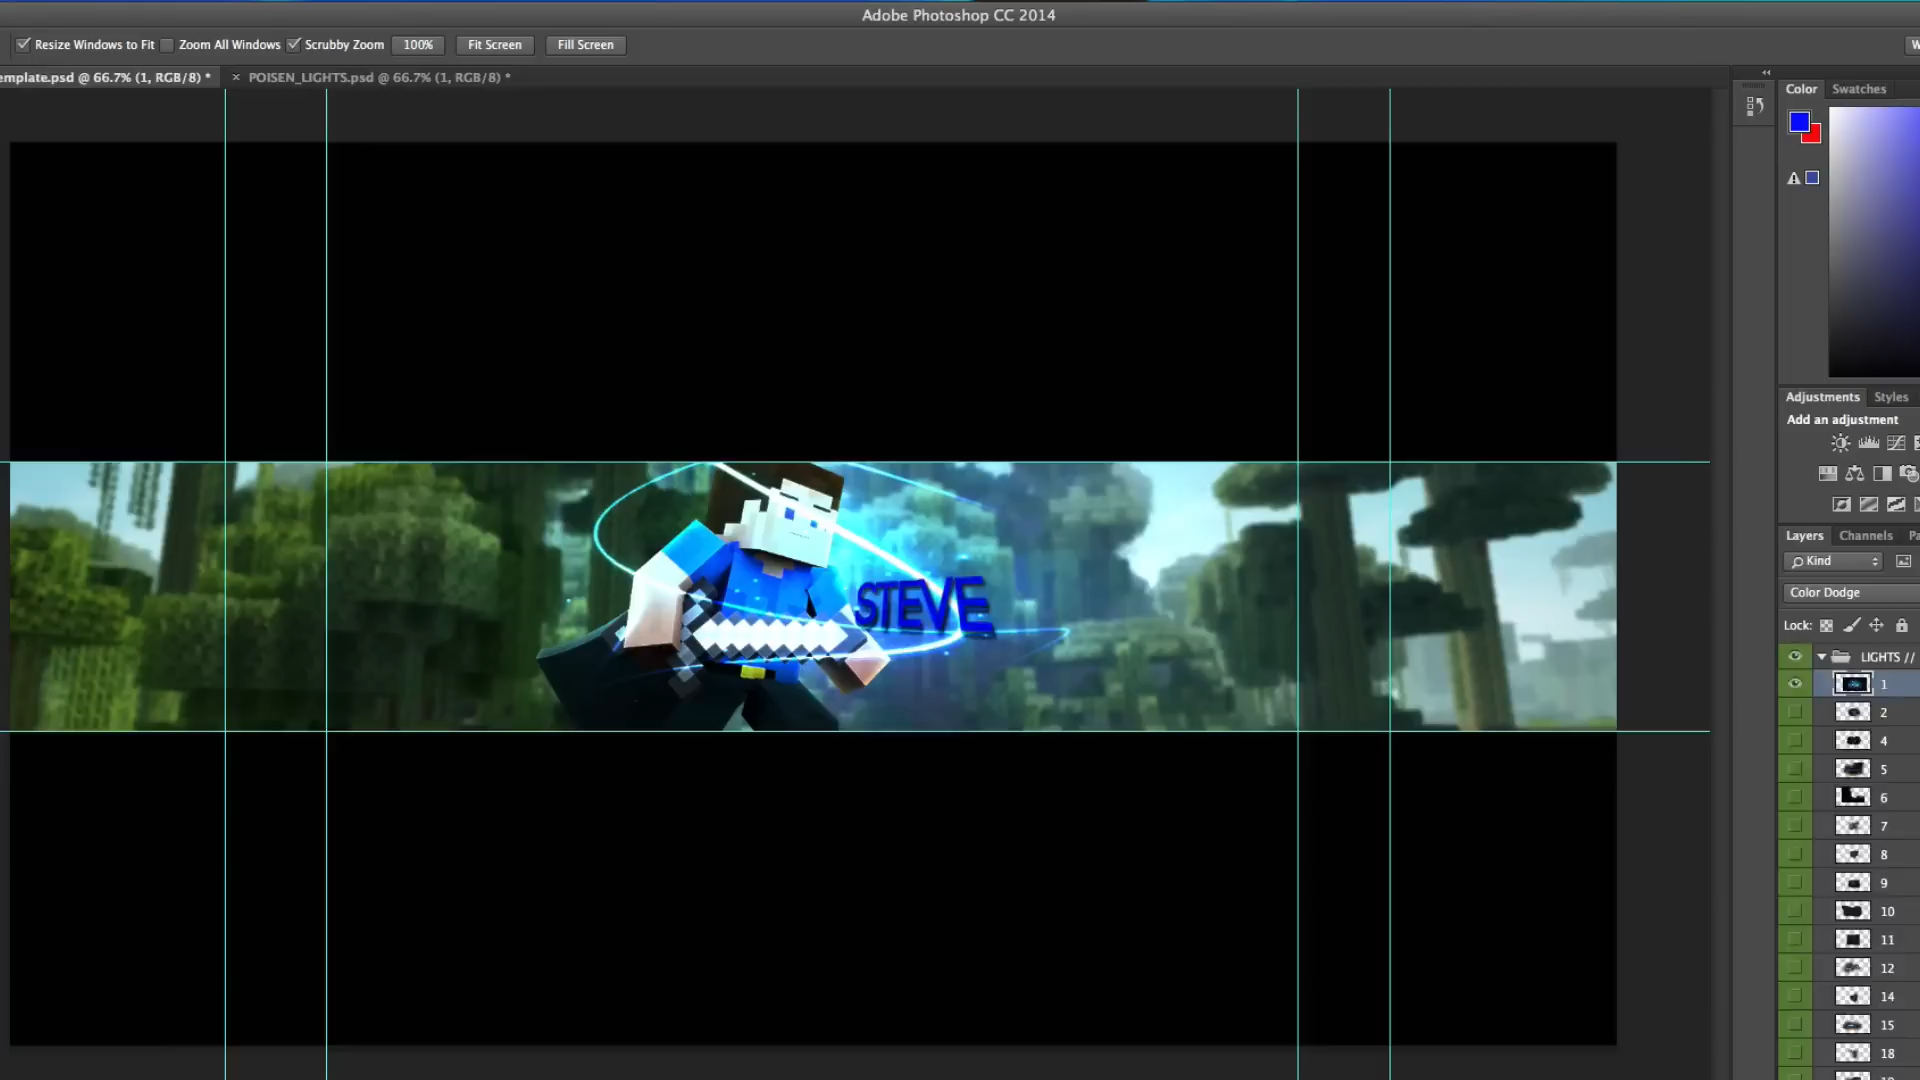 Adobe Photoshop CC 2014
Resize Windows to Fit Zoom All Windows Scrubby Zoom 100% Fit Screen Fill Screen
emplate.psd @ 66.7% (1, RGB/8) * × POISEN_LIGHTS.psd @ 66.7% (1, RGB/8) *
Color Swatches
Adjustments Styles
Add an adjustment
Layers Channels Pa
Kind
Color Dodge
STEVE
Lock:
LIGHTS //
1
2
4
5
6
7
8
9
10
11
12
14
15
18